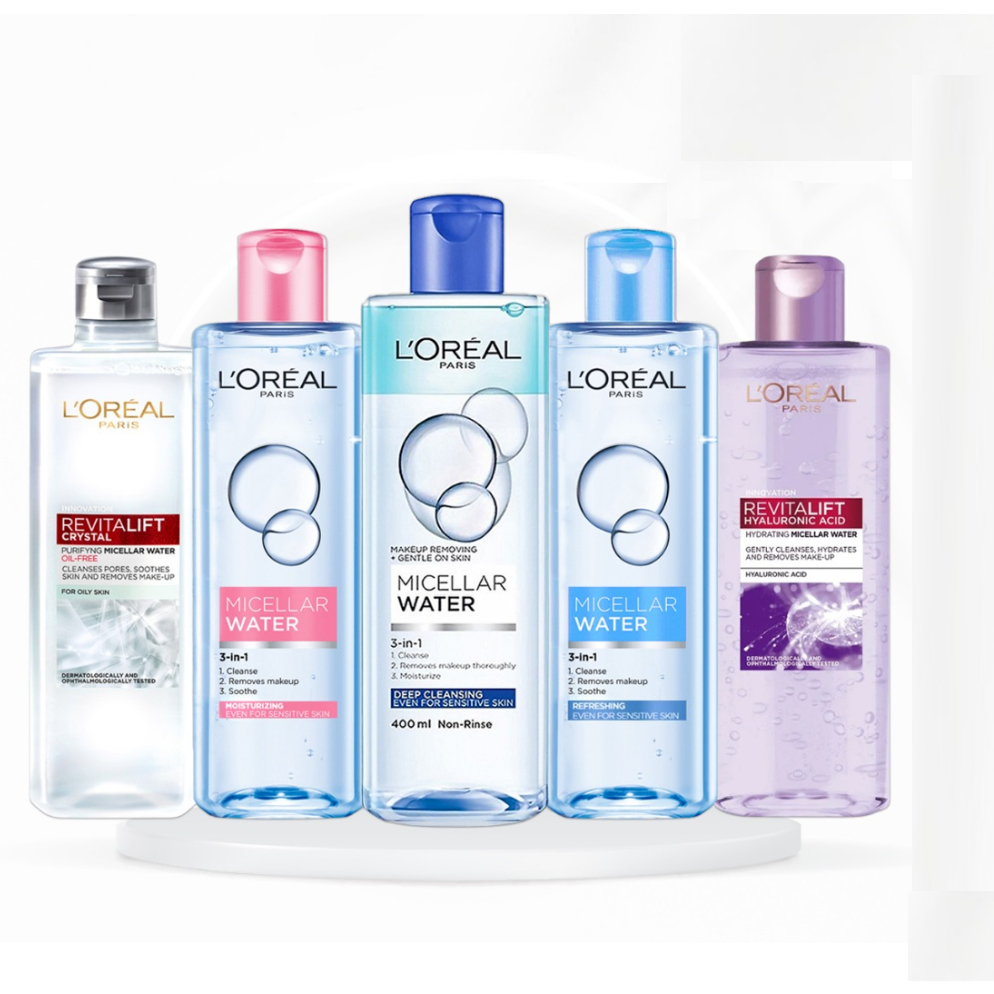 L'ORÉAL
PARIS
INNOVATION
REVITALIFT
CRYSTAL
PURIFYNG MICELLAR WATER
OIL-FREE
CLEANSES PORES, SOOTHES
SKIN AND REMOVES MAKE-UP
FOR OILY SKIN
DERMATOLOGICALLY AND
OPHTHALMOLOGICALLY TESTED
L'ORÉAL
PARIS
MICELLAR
WATER
3-in-1
1. Cleanse
2. Removes makeup
3. Soothe
MOISTURIZING
EVEN FOR SENSITIVE SKIN
L'ORÉAL
PARIS
MAKEUP REMOVING
+ GENTLE ON SKIN
MICELLAR
WATER
3-in-1
1. Cleanse
2. Removes makeup thoroughly
3. Moisturize
DEEP CLEANSING
EVEN FOR SENSITIVE SKIN
400 ml Non-Rinse
L'ORÉAL
PARIS
MICELLAR
WATER
3-in-1
1. Cleanse
2. Removes makeup
3. Soothe
REFRESHING
EVEN FOR SENSITIVE SKIN
L'ORÉAL
PARIS
INNOVATION
REVITALIFT
HYALURONIC ACID
HYDRATING MICELLAR WATER
GENTLY CLEANSES, HYDRATES
AND REMOVES MAKE-UP
HYALURONIC ACID
DERMATOLOGICALLY AND
OPHTHALMOLOGICALLY TESTED